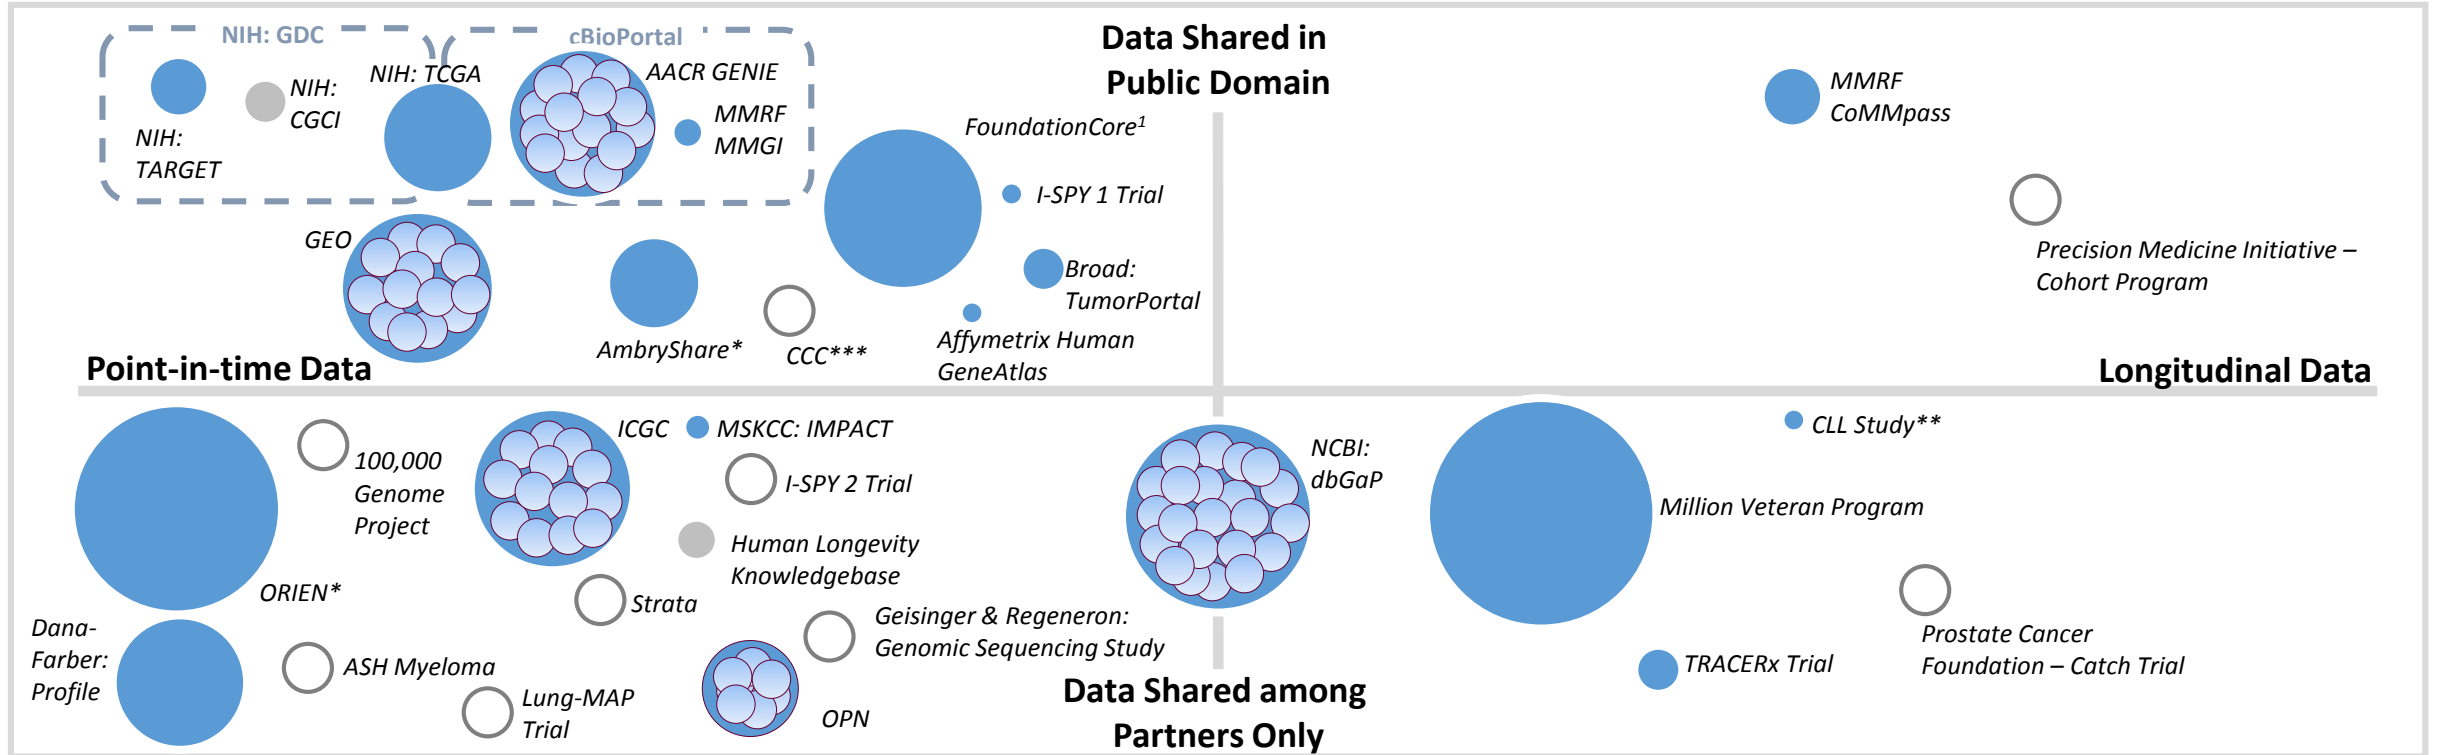 NIH: GDC
cBioPortal
NIH:
TARGET
NIH:
CGCI
NIH: TCGA
AACR GENIE
MMRF
MMGI
Data Shared in
Public Domain
FoundationCore1
I-SPY 1 Trial
Broad:
TumorPortal
Affymetrix Human
GeneAtlas
GEO
AmbryShare*
CCC***
MMRF
CoMMpass
Precision Medicine Initiative –
Cohort Program
Point-in-time Data
Longitudinal Data
ORIEN*
100,000
Genome
Project
ICGC
MSKCC: IMPACT
I-SPY 2 Trial
Human Longevity
Knowledgebase
Strata
Geisinger & Regeneron:
Genomic Sequencing Study
Dana-
Farber:
Profile
ASH Myeloma
Lung-MAP
Trial
OPN
NCBI:
dbGaP
CLL Study**
Million Veteran Program
Prostate Cancer
Foundation – Catch Trial
TRACERx Trial
Data Shared among
Partners Only